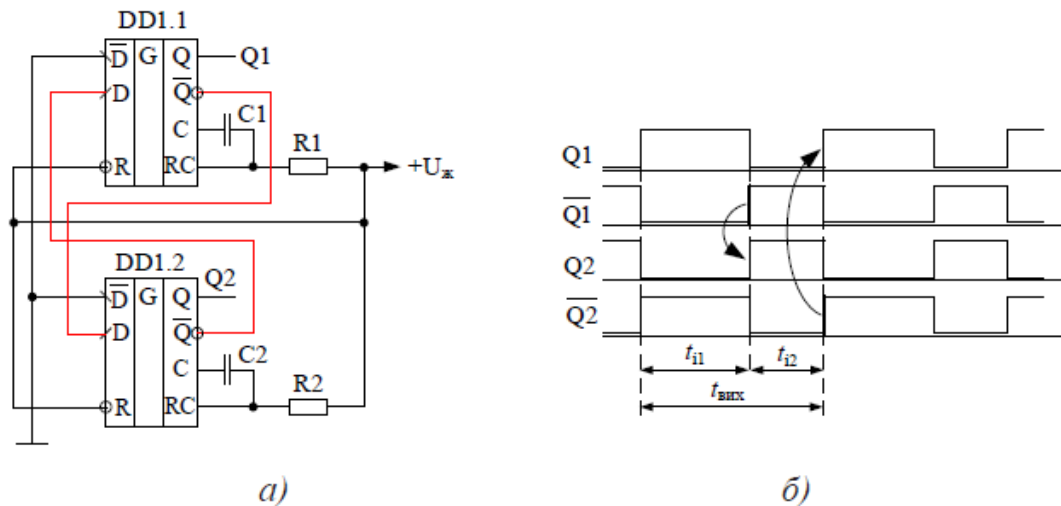 DD1.1
D̅ G Q Q1
D Q̅
C C1
R RC R1 +Uж
DD1.2
D̅ G Q Q2
D Q̅
C C2
R RC R2
а)
Q1
Q̅1̅
Q2
Q̅2̅
tі1 tі2
tвих
б)